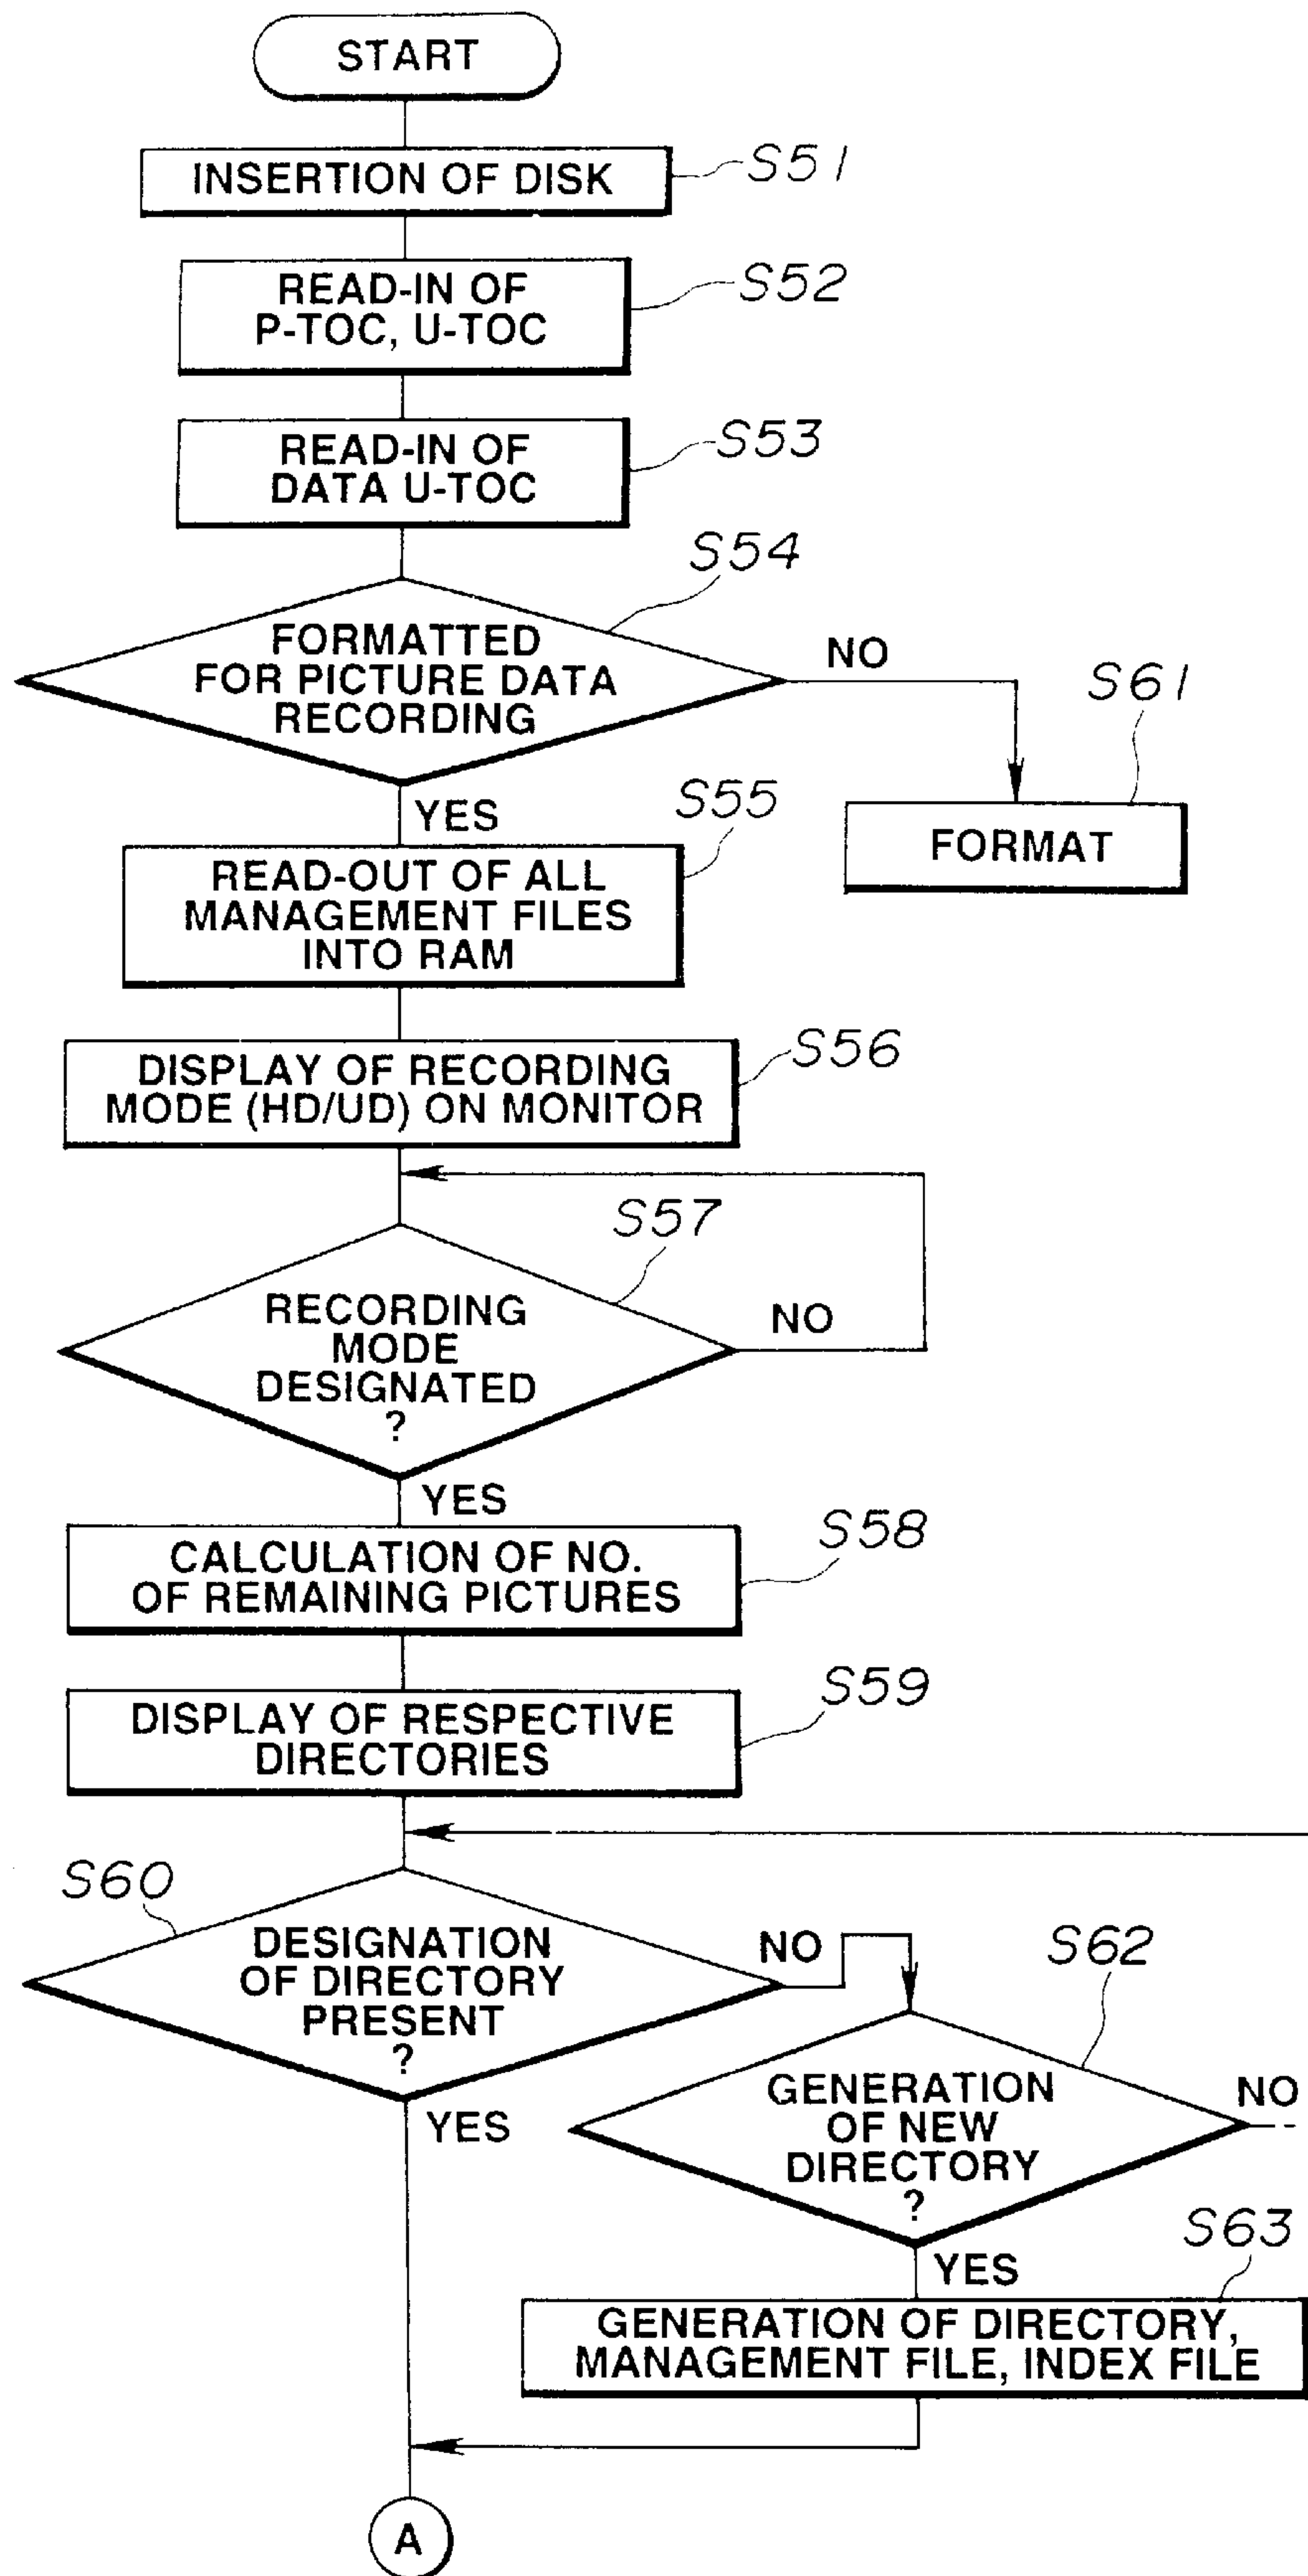 START
INSERTION OF DISK
S51
READ-IN OF
P-TOC, U-TOC
S52
READ-IN OF
DATA U-TOC
S53
S54
FORMATTED
FOR PICTURE DATA
RECORDING
NO
S61
FORMAT
YES
S55
READ-OUT OF ALL
MANAGEMENT FILES
INTO RAM
S56
DISPLAY OF RECORDING
MODE (HD/UD) ON MONITOR
S57
RECORDING
MODE
DESIGNATED
?
NO
YES
S58
CALCULATION OF NO.
OF REMAINING PICTURES
S59
DISPLAY OF RESPECTIVE
DIRECTORIES
S60
DESIGNATION
OF DIRECTORY
PRESENT
?
NO
YES
S62
GENERATION
OF NEW
DIRECTORY
?
NO
YES
S63
GENERATION OF DIRECTORY,
MANAGEMENT FILE, INDEX FILE
A